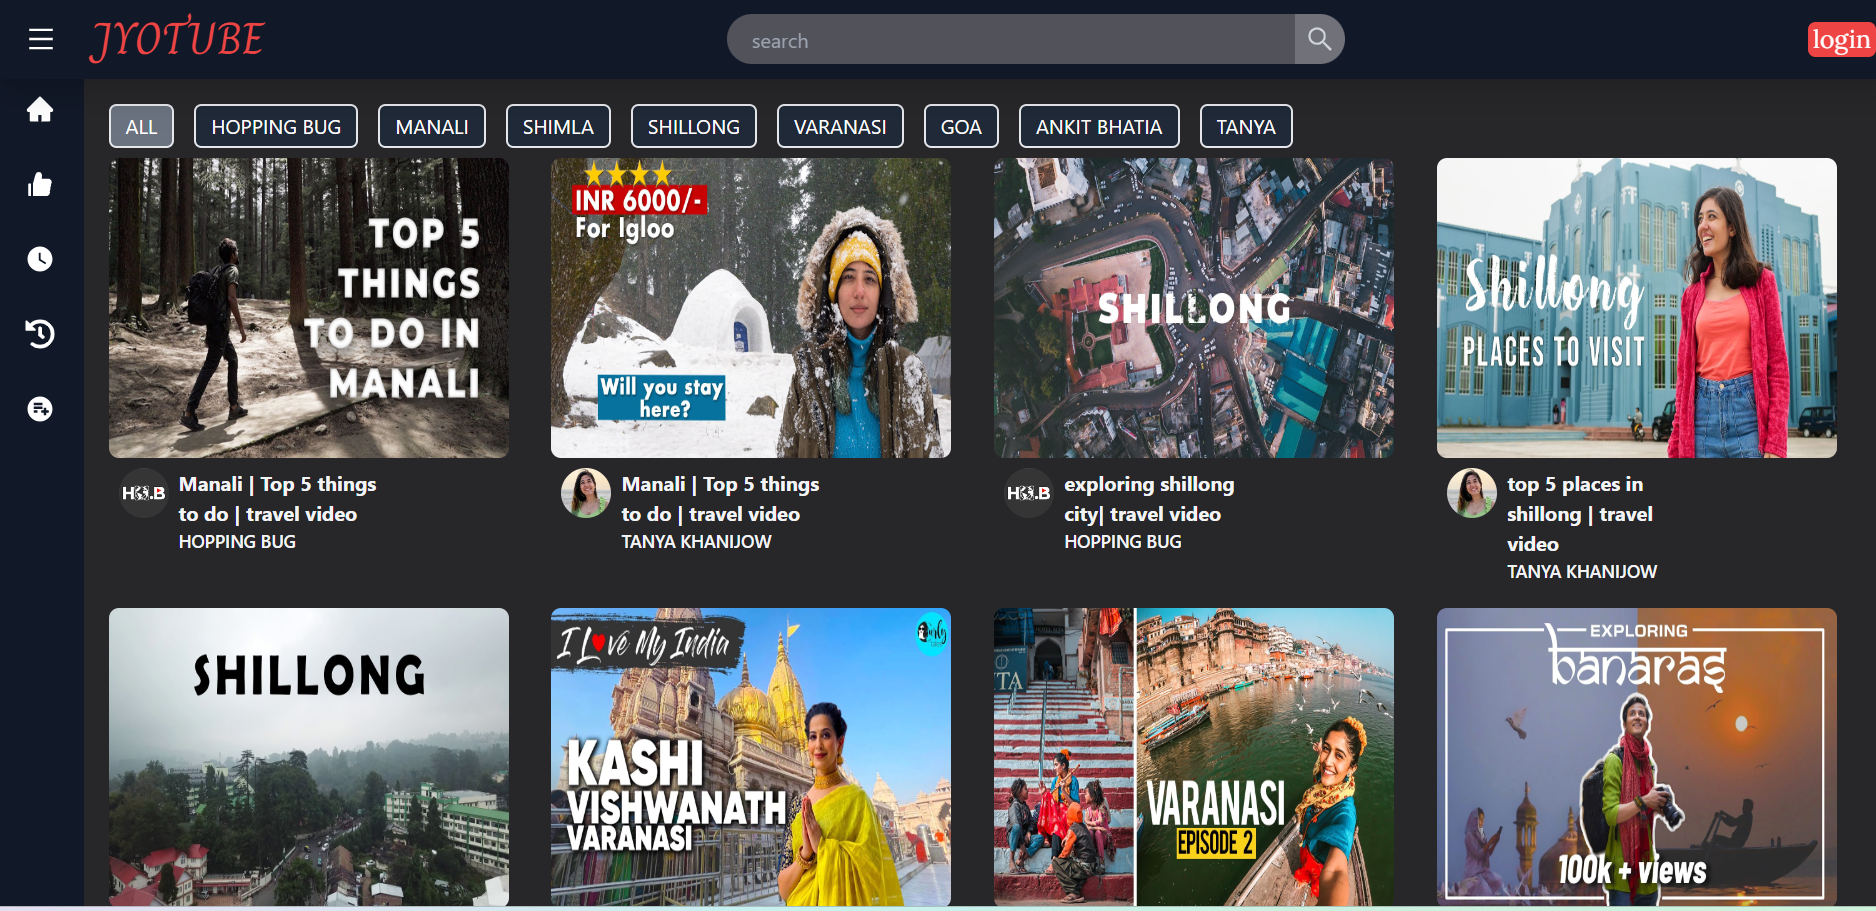 JYOTUBE
search
login
ALL
HOPPING BUG
MANALI
SHIMLA
SHILLONG
VARANASI
GOA
ANKIT BHATIA
TANYA
TOP 5
THINGS
TO DO IN
MANALI
INR 6000/-
For Igloo
Will you stay
here?
SHILLONG
Shillong
PLACES TO VISIT
Manali | Top 5 things
to do | travel video
HOPPING BUG
Manali | Top 5 things
to do | travel video
TANYA KHANIJOW
exploring shillong
city| travel video
HOPPING BUG
top 5 places in
shillong | travel
video
TANYA KHANIJOW
SHILLONG
I Love My India
KASHI
VISHWANATH
VARANASI
VARANASI
EPISODE 2
EXPLORING
banaras
100k + views